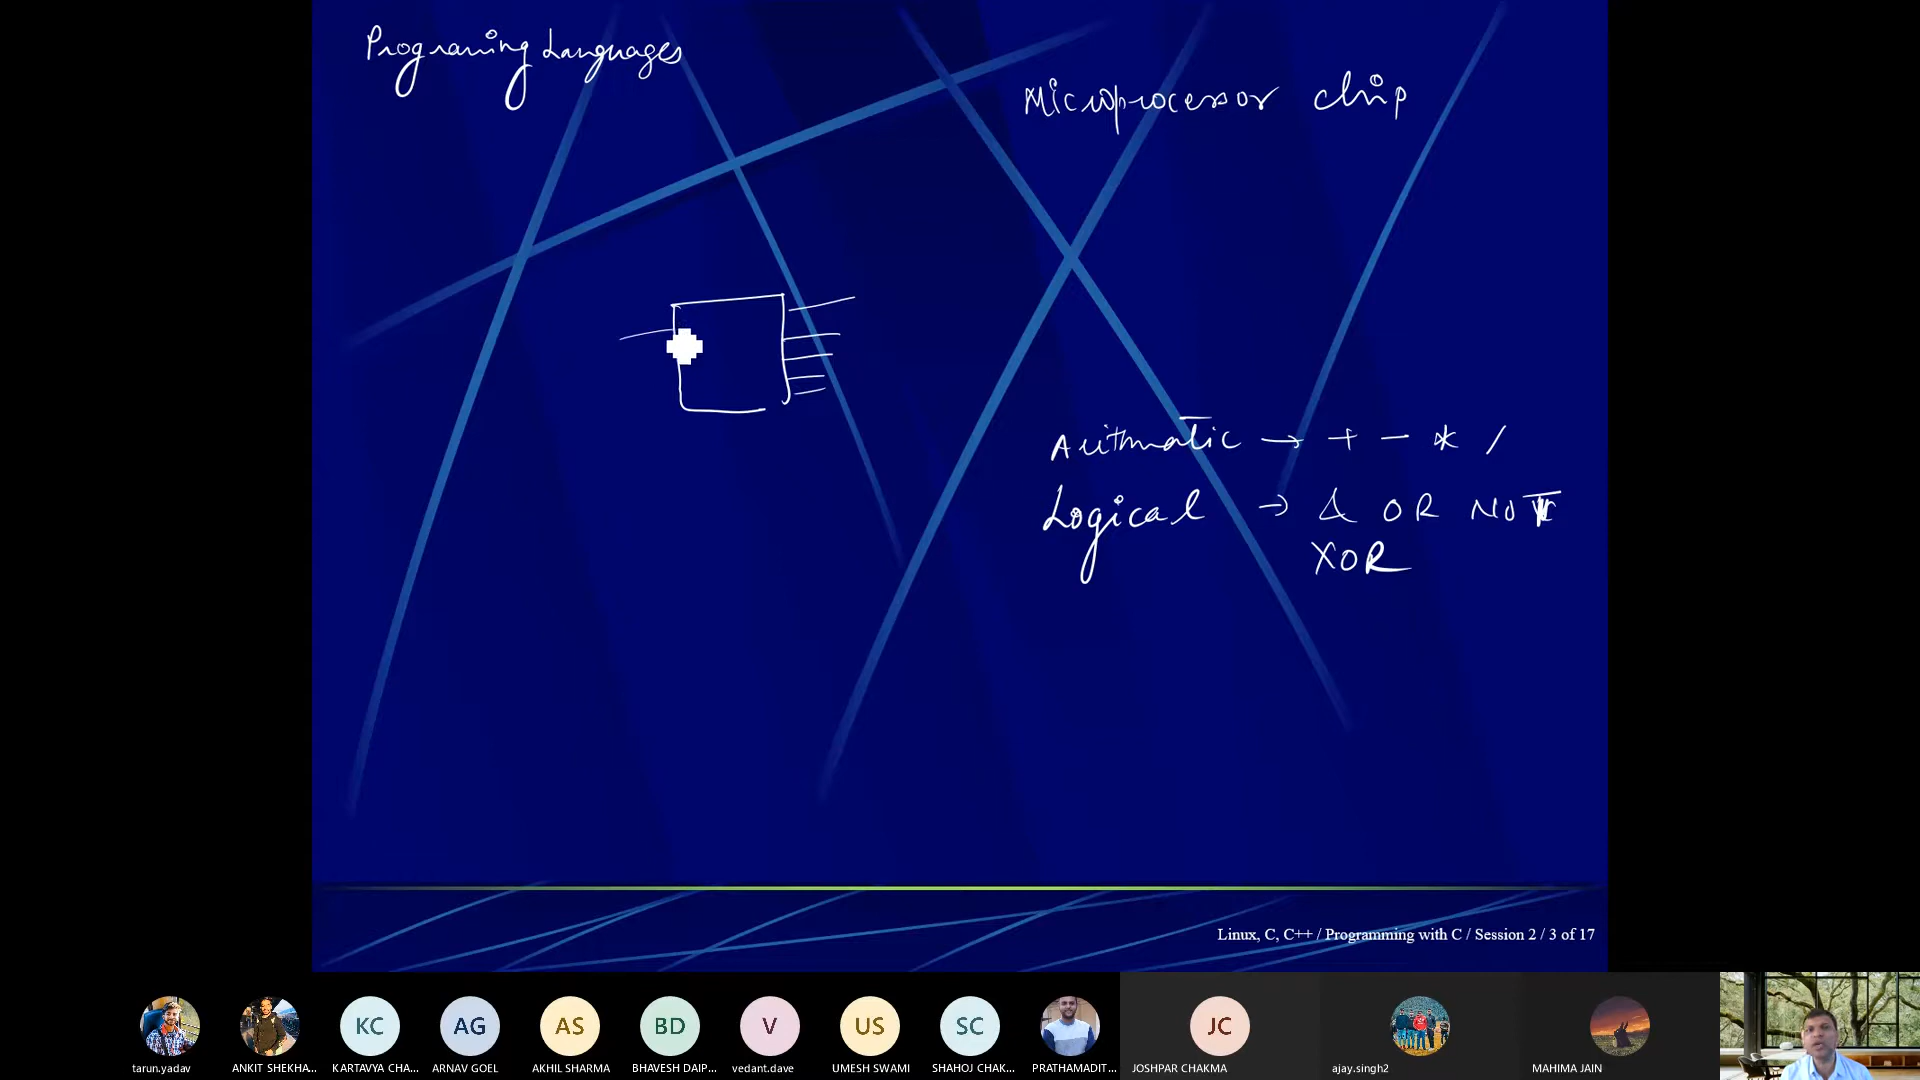 Programing Languages
Microprocessor chip
Arithmatic → + - * /
Logical → & OR NOT
XOR
Linux, C, C++ / Programming with C / Session 2 / 3 of 17
KC AG AS BD V US SC JC
tarun.yadav ANKIT SHEKHA... KARTAVYA CHA... ARNAV GOEL AKHIL SHARMA BHAVESH DAIP... vedant.dave UMESH SWAMI SHAHOJ CHAK... PRATHAMADIT... JOSHPAR CHAKMA ajay.singh2 MAHIMA JAIN